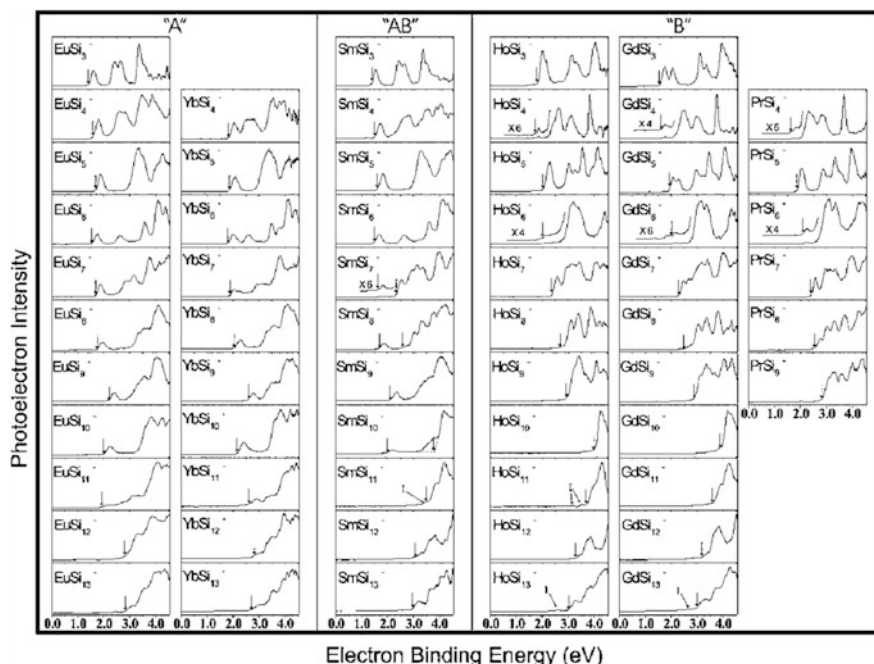 "A" "AB" "B"
EuSi₃⁻ SmSi₃⁻ HoSi₃⁻ GdSi₃⁻
EuSi₄⁻ YbSi₄⁻ SmSi₄⁻ HoSi₄⁻ GdSi₄⁻ PrSi₄⁻
X6 X4 X5
EuSi₅⁻ YbSi₅⁻ SmSi₅⁻ HoSi₅⁻ GdSi₅⁻ PrSi₅⁻
EuSi₆⁻ YbSi₆⁻ SmSi₆⁻ HoSi₆⁻ GdSi₆⁻ PrSi₆⁻
X4 X6 X4
EuSi₇⁻ YbSi₇⁻ SmSi₇⁻ HoSi₇⁻ GdSi₇⁻ PrSi₇⁻
X6
EuSi₈⁻ YbSi₈⁻ SmSi₈⁻ HoSi₈⁻ GdSi₈⁻ PrSi₈⁻
EuSi₉⁻ YbSi₉⁻ SmSi₉⁻ HoSi₉⁻ GdSi₉⁻ PrSi₉⁻
EuSi₁₀⁻ YbSi₁₀⁻ SmSi₁₀⁻ HoSi₁₀⁻ GdSi₁₀⁻
0.0 1.0 2.0 3.0 4.0
EuSi₁₁⁻ YbSi₁₁⁻ SmSi₁₁⁻ HoSi₁₁⁻ GdSi₁₁⁻
EuSi₁₂⁻ YbSi₁₂⁻ SmSi₁₂⁻ HoSi₁₂⁻ GdSi₁₂⁻
EuSi₁₃⁻ YbSi₁₃⁻ SmSi₁₃⁻ HoSi₁₃⁻ GdSi₁₃⁻
0.0 1.0 2.0 3.0 4.0 0.0 1.0 2.0 3.0 4.0 0.0 1.0 2.0 3.0 4.0 0.0 1.0 2.0 3.0 4.0 0.0 1.0 2.0 3.0 4.0
Photoelectron Intensity
Electron Binding Energy (eV)